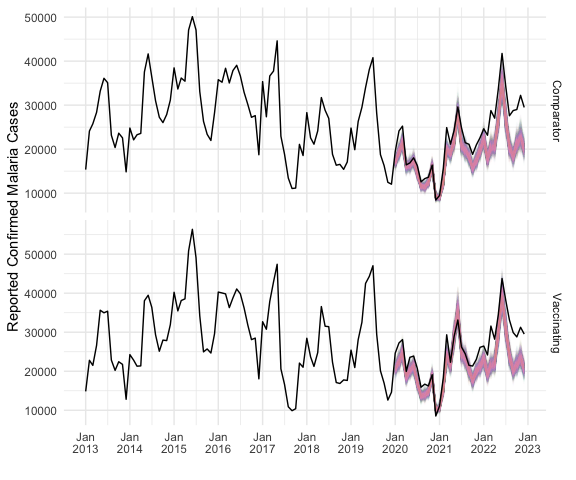 Reported Confirmed Malaria Cases
50000
40000
30000
20000
10000
Comparator
50000
40000
30000
20000
10000
Vaccinating
Jan Jan Jan Jan Jan Jan Jan Jan Jan Jan Jan
2013 2014 2015 2016 2017 2018 2019 2020 2021 2022 2023